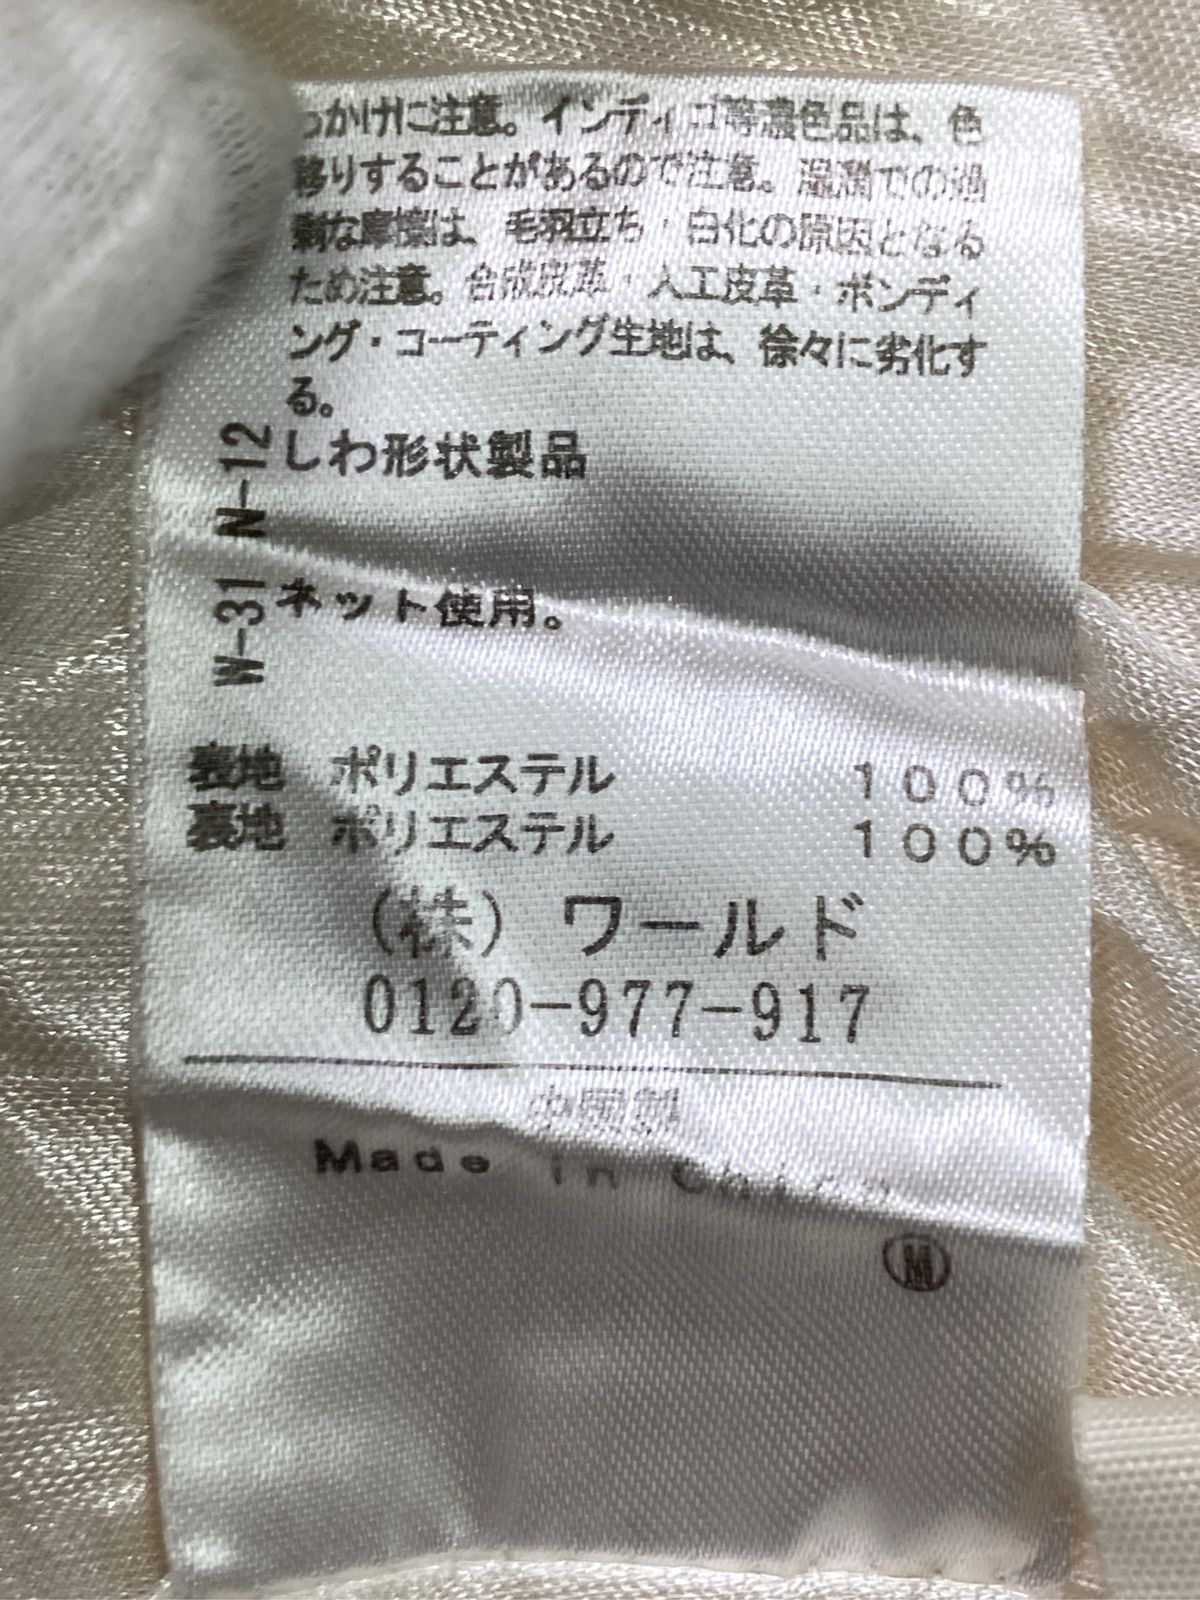 っかけに注意。インディゴ等濃色品は、色
移りすることがあるので注意。湿潤での過
剰な摩擦は、毛羽立ち・白化の原因となる
ため注意。合成皮革・人工皮革・ボンディ
ング・コーティング生地は、徐々に劣化す
る。
N-12 しわ形状製品
W-31 ネット使用。
表地 ポリエステル 100%
裏地 ポリエステル 100%
(株) ワールド
0120-977-917
中国製
Made in China
Ⓜ